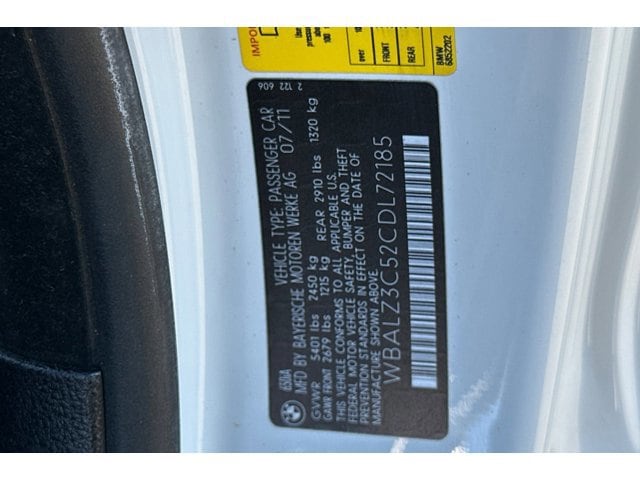 650IA 2 122 606
VEHICLE TYPE: PASSENGER CAR
MFD BY BAYERISCHE MOTOREN WERKE AG 07/11
GVWR 5401 lbs 2450 kg
GAWR FRONT 2679 lbs 1215 kg REAR 2910 lbs 1320 kg
THIS VEHICLE CONFORMS TO ALL APPLICABLE U.S.
FEDERAL MOTOR VEHICLE SAFETY, BUMPER AND THEFT
PREVENTION STANDARDS IN EFFECT ON THE DATE OF
MANUFACTURE SHOWN ABOVE.
WBALZ3C52CDL72185
over
FRONT
REAR
BMW
6852202